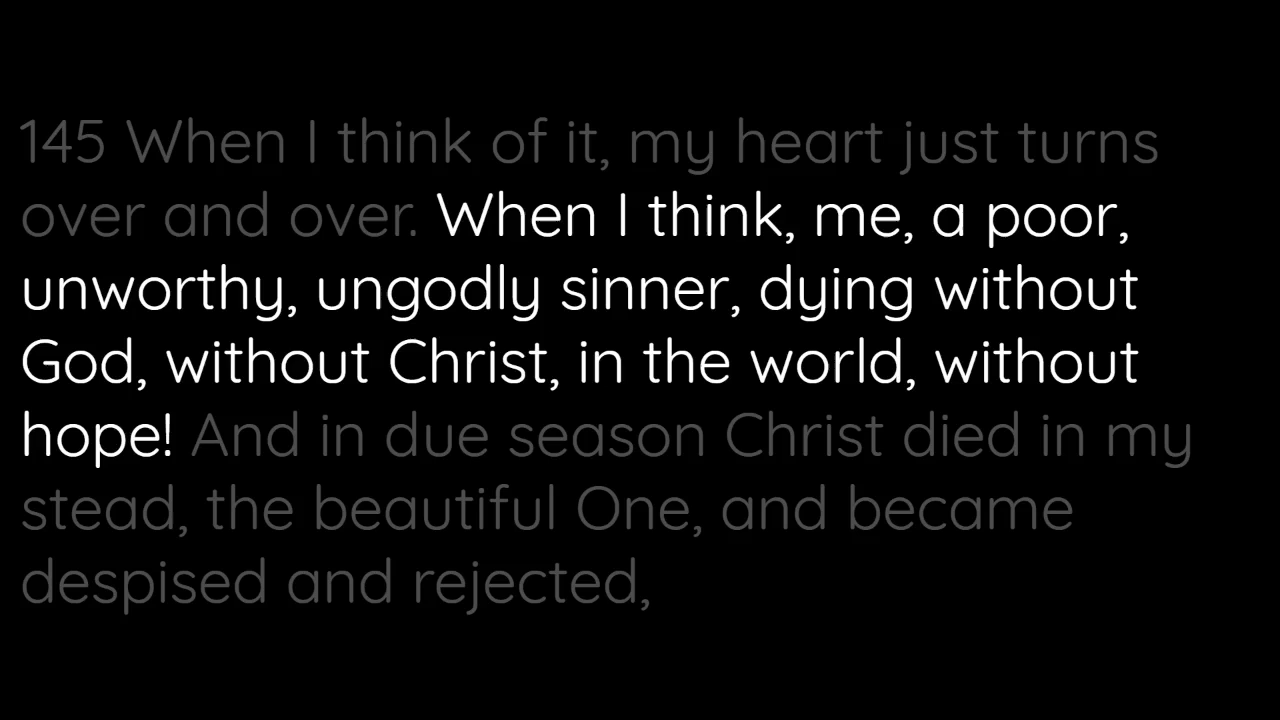 145 When I think of it, my heart just turns
over and over. When I think, me, a poor,
unworthy, ungodly sinner, dying without
God, without Christ, in the world, without
hope! And in due season Christ died in my
stead, the beautiful One, and became
despised and rejected,